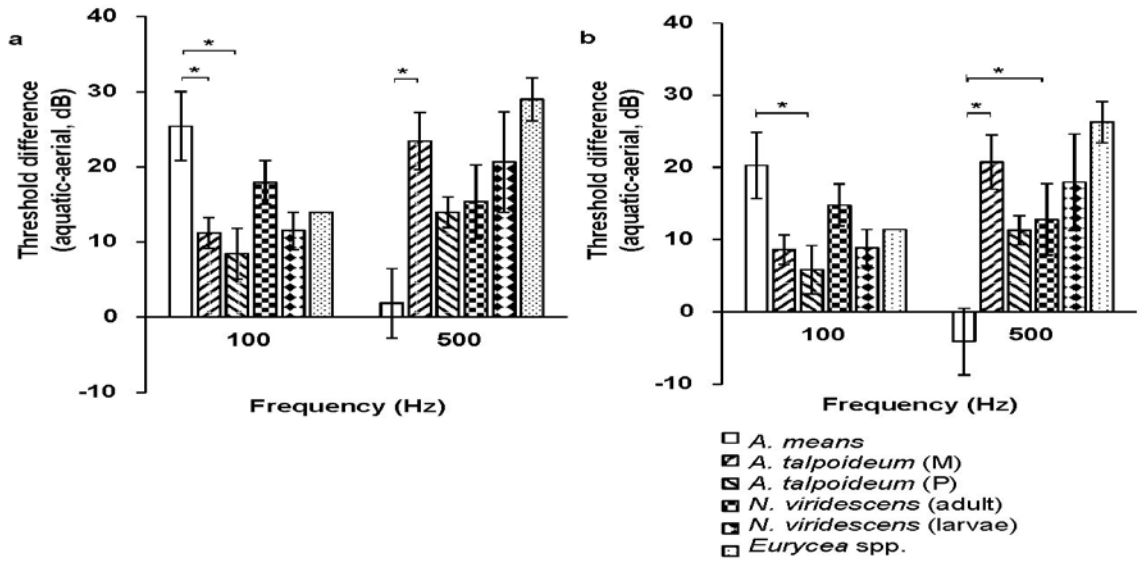 a
Threshold difference
(aquatic-aerial, dB)
40
30
20
10
0
-10
*
*
*
100
500
Frequency (Hz)
b
Threshold difference
(aquatic-aerial, dB)
40
30
20
10
0
-10
*
*
*
100
500
Frequency (Hz)
A. means
A. talpoideum (M)
A. talpoideum (P)
N. viridescens (adult)
N. viridescens (larvae)
Eurycea spp.